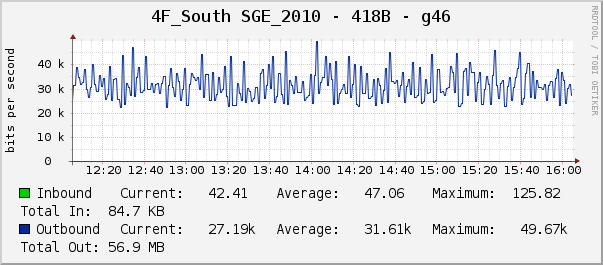 4F_South SGE_2010 - 418B - g46
RRDTOOL / TOBI OETIKER
bits per second
40 k
30 k
20 k
10 k
0
12:20 12:40 13:00 13:20 13:40 14:00 14:20 14:40 15:00 15:20 15:40 16:00
Inbound Current: 42.41 Average: 47.06 Maximum: 125.82
Total In: 84.7 KB
Outbound Current: 27.19k Average: 31.61k Maximum: 49.67k
Total Out: 56.9 MB